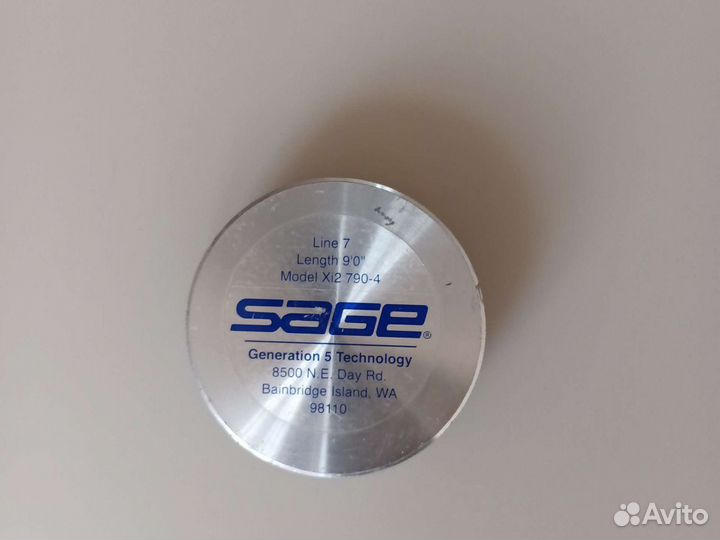 Line 7
Length 9'0"
Model Xi2 790-4
SAGE®
Generation 5 Technology
8500 N.E. Day Rd.
Bainbridge Island, WA
98110
Avito